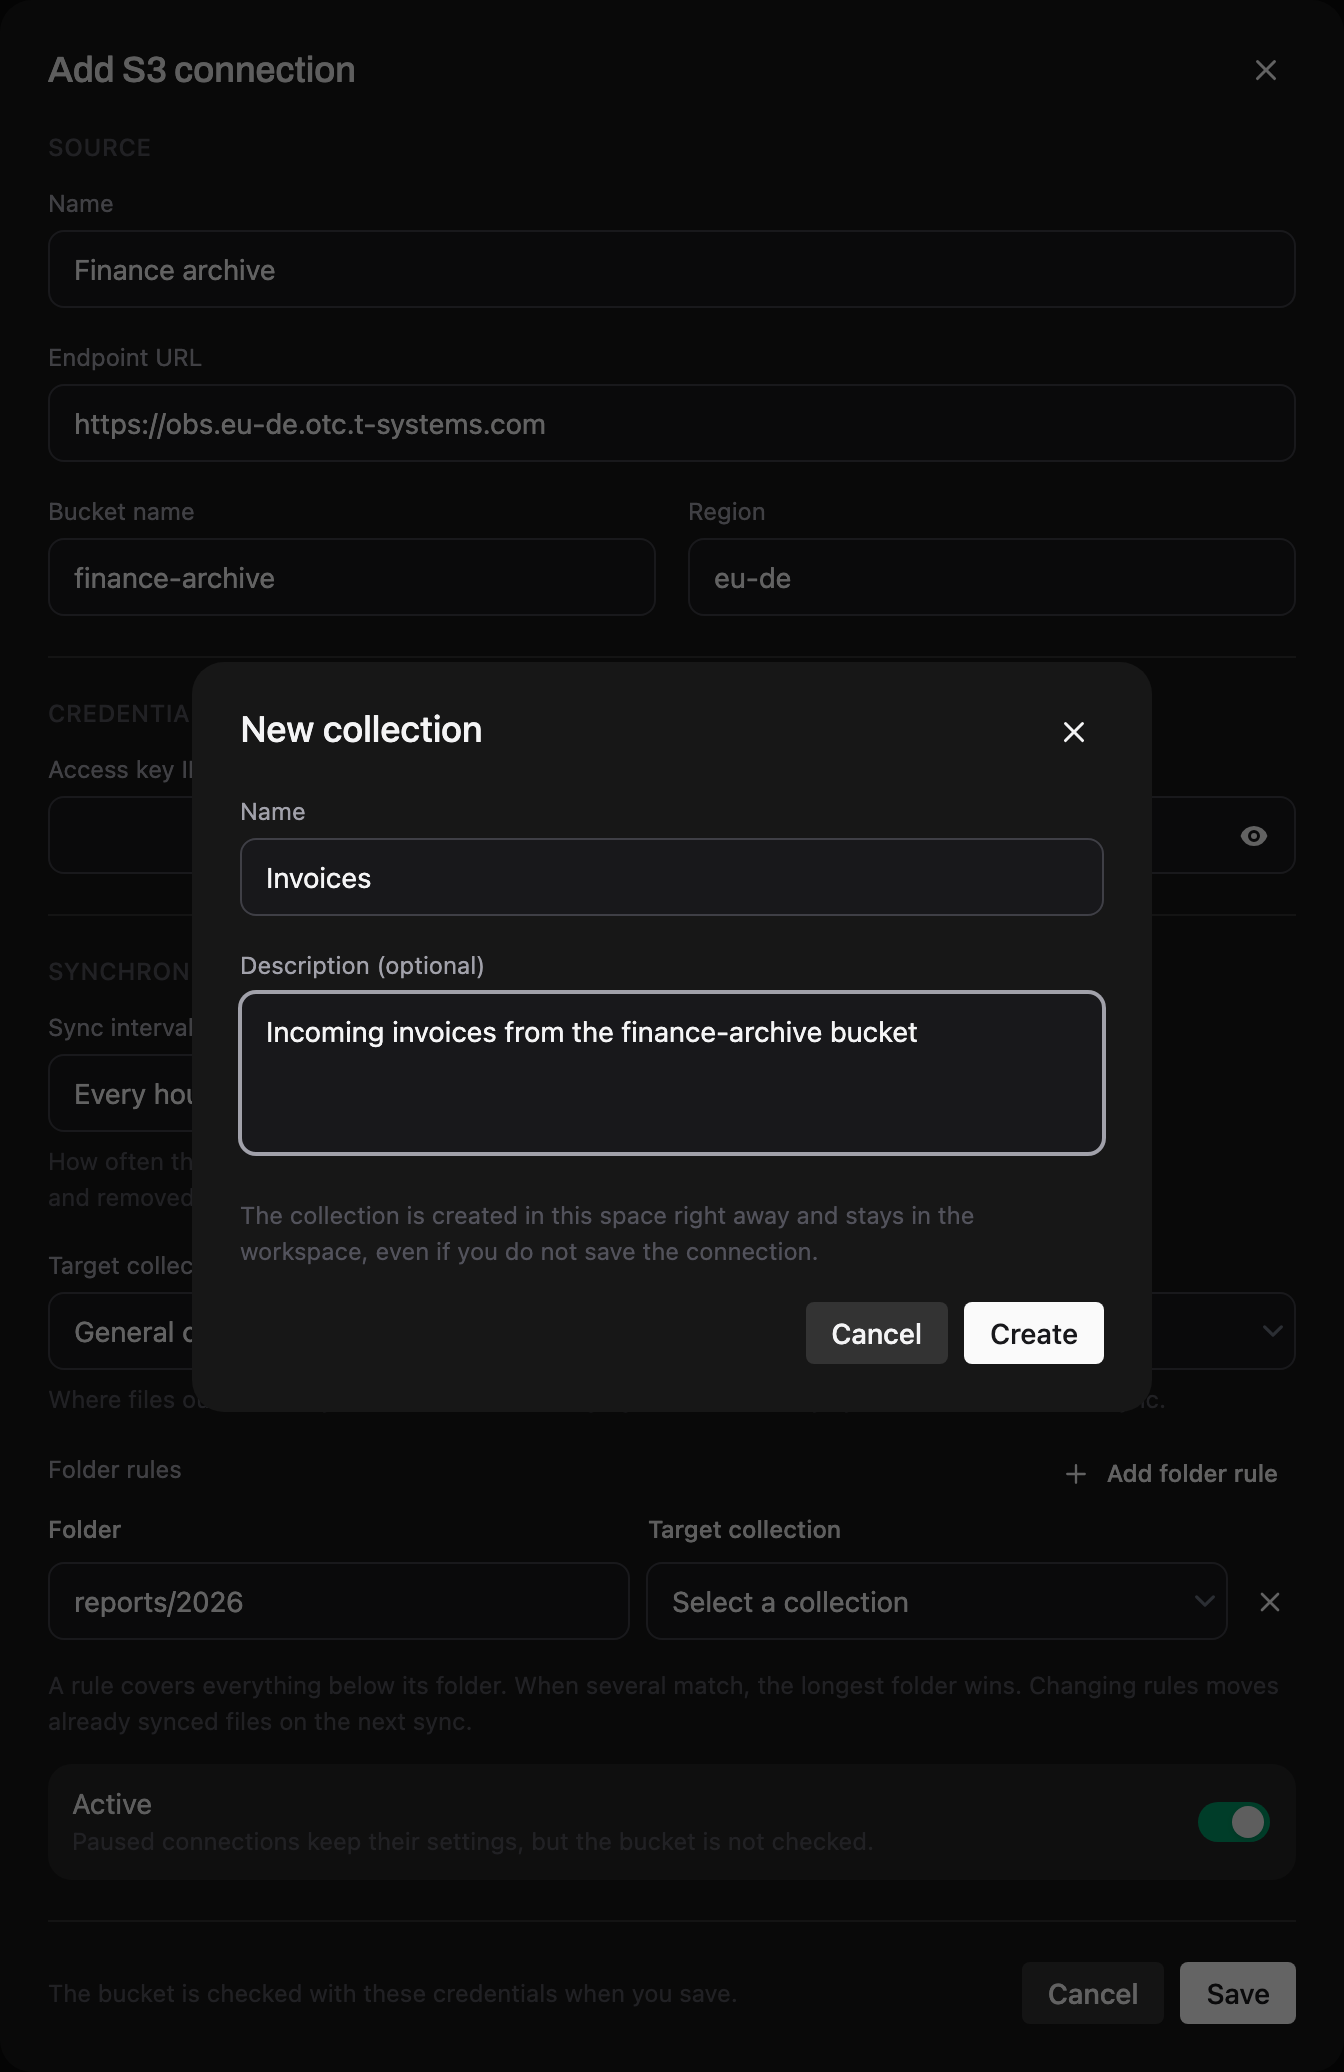 Add S3 connection
SOURCE
Name
Finance archive
Endpoint URL
https://obs.eu-de.otc.t-systems.com
Bucket name
Region
finance-archive
eu-de
New collection
Name
Invoices
Description (optional)
Incoming invoices from the finance-archive bucket
The collection is created in this space right away and stays in the
workspace, even if you do not save the connection.
Cancel
Create
Access key
Sync interval
Every
How often
and removed
Target
General
Where files
Folder rules
Add folder rule
Folder
Target collection
reports/2026
Select a collection
A rule covers everything below its folder. When several match, the longest folder wins. Changing rules moves
already synced files on the next sync.
Active
Paused connections keep their settings, but the bucket is not checked.
The bucket is checked with these credentials when you save.
Cancel
Save